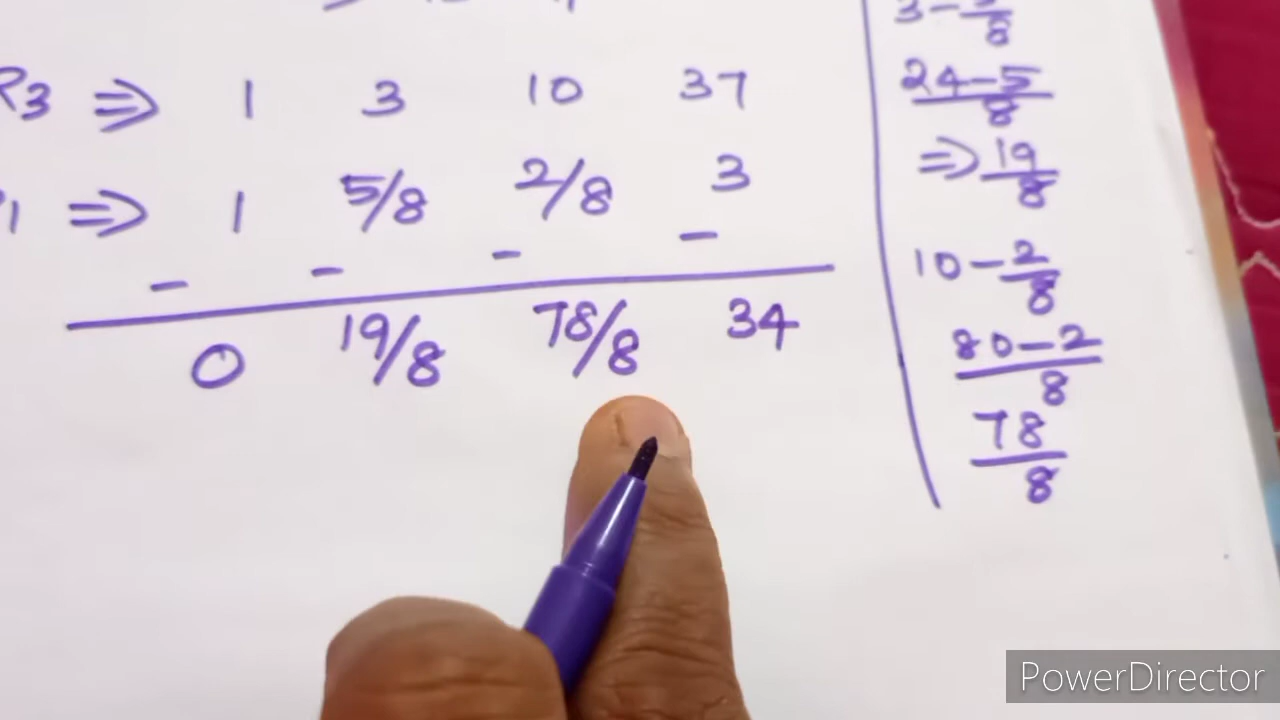 R3 ⇒ 1 3 10 37
1 ⇒ 1 5/8 2/8 3
- - - -
0 19/8 78/8 34
24-5/8
⇒ 19/8
10-2/8
80-2/8
78/8
PowerDirector